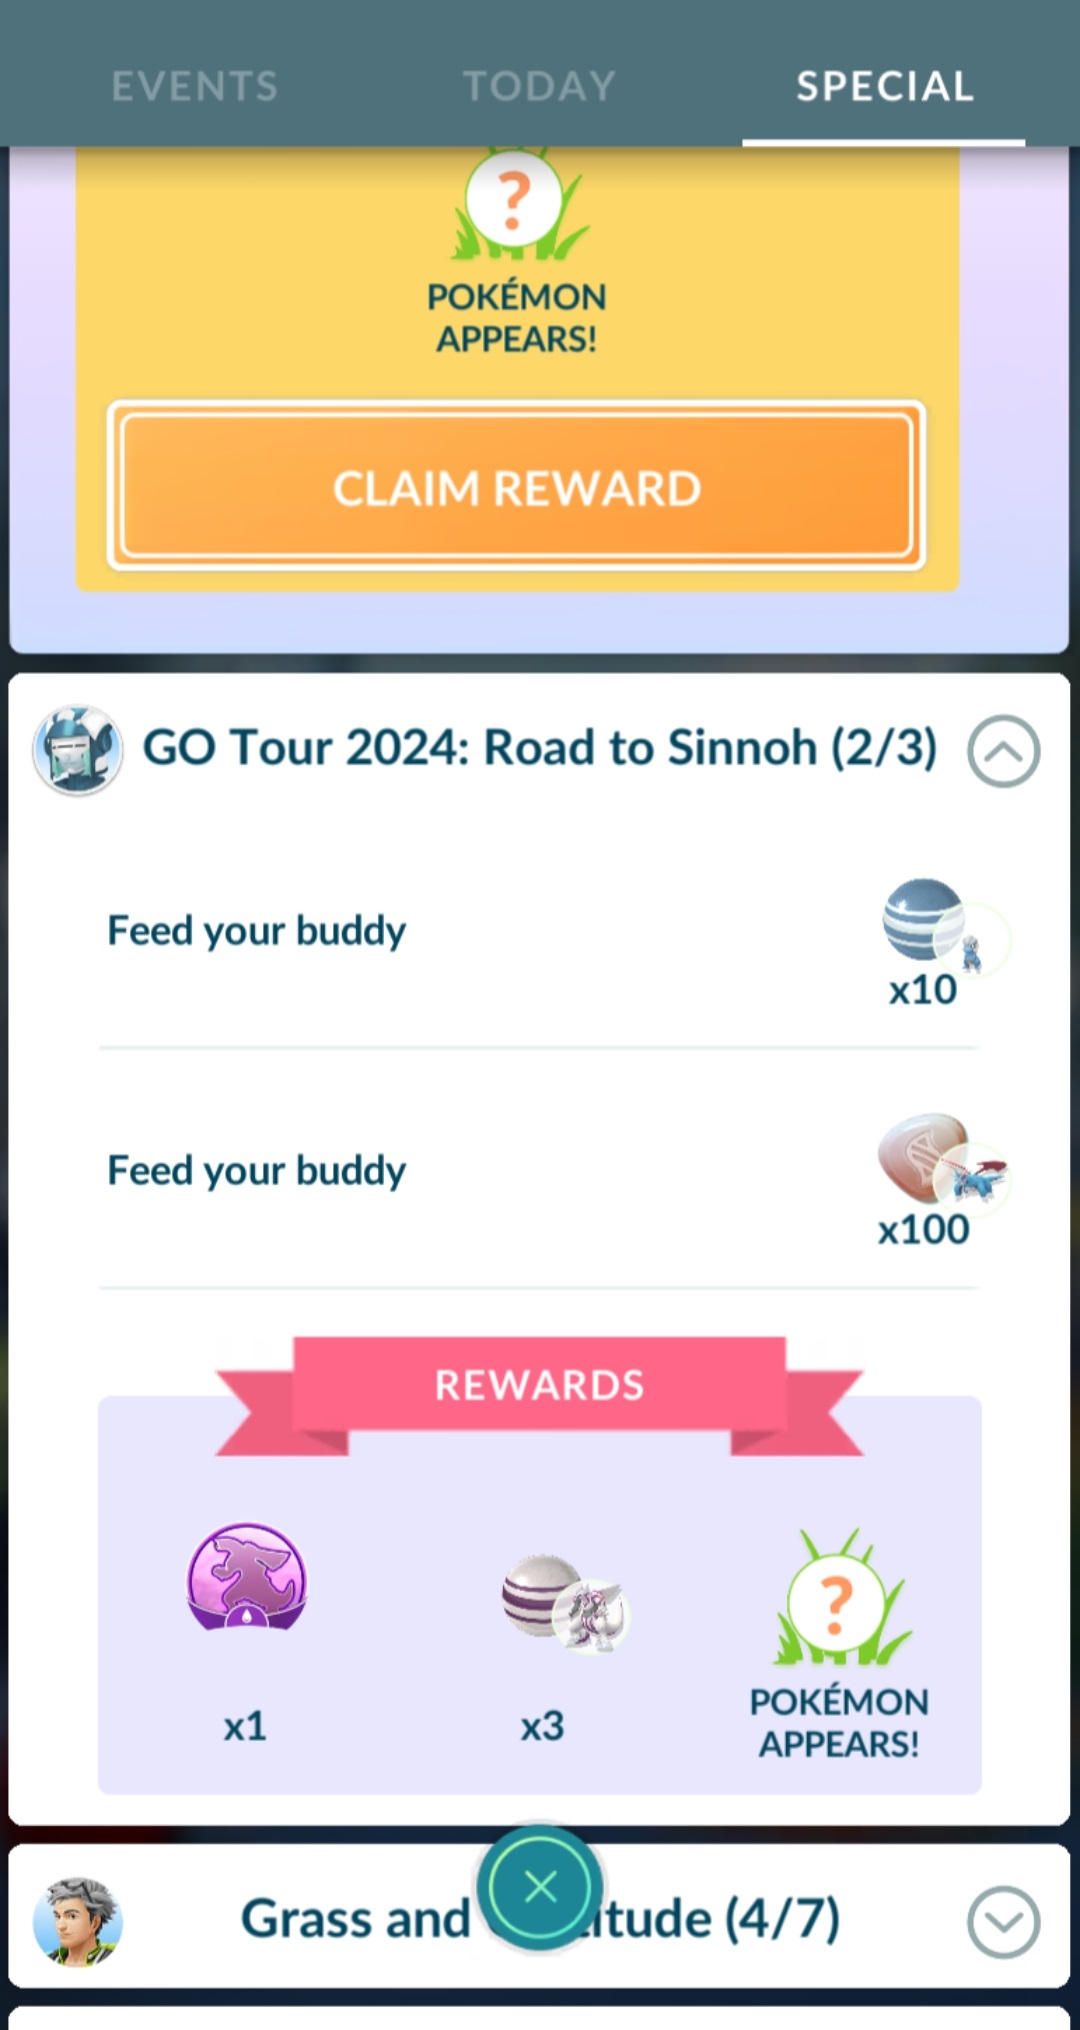 EVENTS
TODAY
SPECIAL
?
POKÉMON
APPEARS!
CLAIM REWARD
GO Tour 2024: Road to Sinnoh (2/3)
Feed your buddy
x10
Feed your buddy
x100
REWARDS
?
x1
x3
POKÉMON
APPEARS!
Grass and itude (4/7)